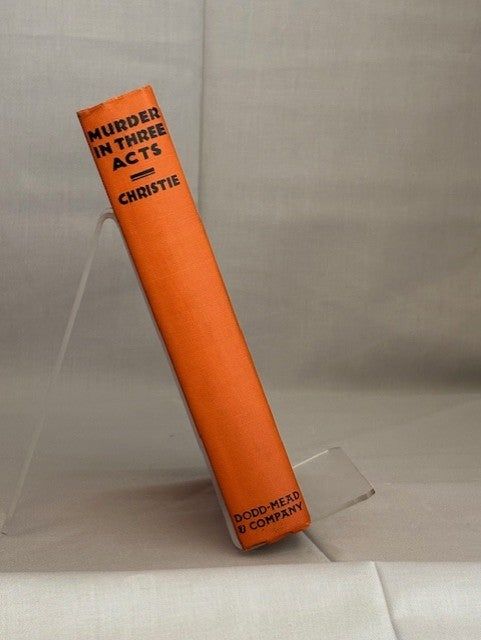 MURDER
IN THREE
ACTS
CHRISTIE
DODD-MEAD
& COMPANY